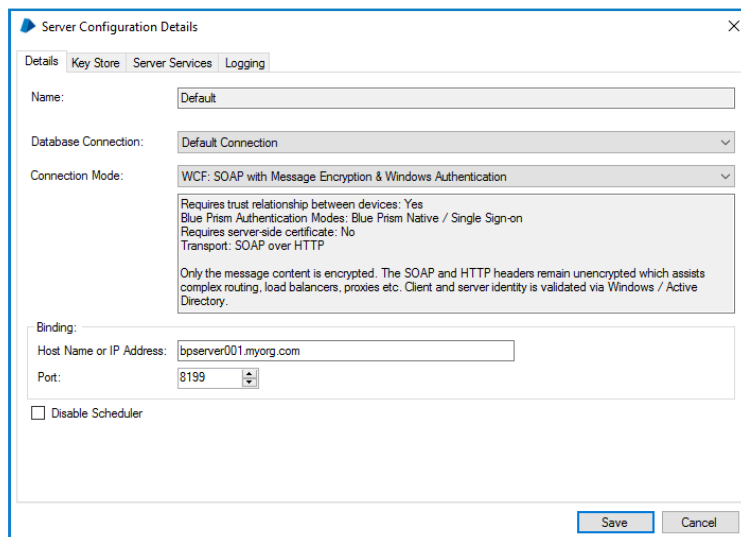 Server Configuration Details
Details Key Store Server Services Logging
Name: Default
Database Connection: Default Connection
Connection Mode: WCF: SOAP with Message Encryption & Windows Authentication
Requires trust relationship between devices: Yes
Blue Prism Authentication Modes: Blue Prism Native / Single Sign-on
Requires server-side certificate: No
Transport: SOAP over HTTP
Only the message content is encrypted. The SOAP and HTTP headers remain unencrypted which assists
complex routing, load balancers, proxies etc. Client and server identity is validated via Windows / Active
Directory.
Binding:
Host Name or IP Address: bpserver001.myorg.com
Port: 8199
Disable Scheduler
Save Cancel